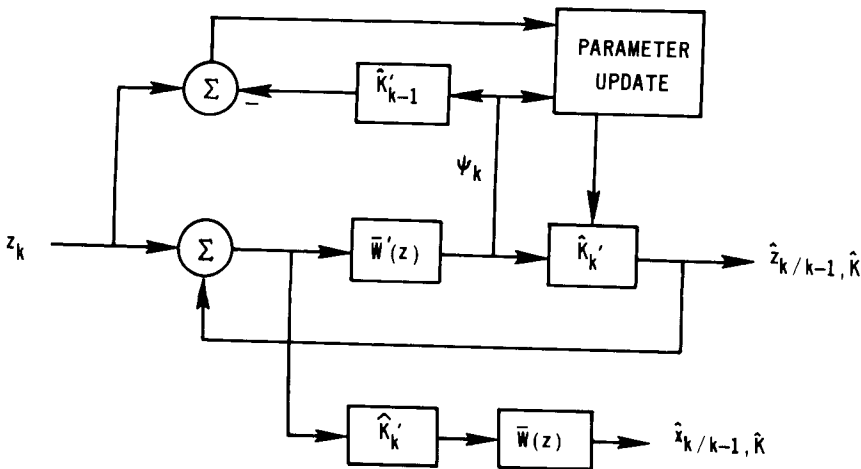 PARAMETER
UPDATE
Σ
−
K̂′ₖ₋₁
ψₖ
zₖ
Σ
W̅′(z)
K̂ₖ′
ẑₖ/ₖ₋₁,K̂
K̂ₖ′
W̅(z)
x̂ₖ/ₖ₋₁,K̂